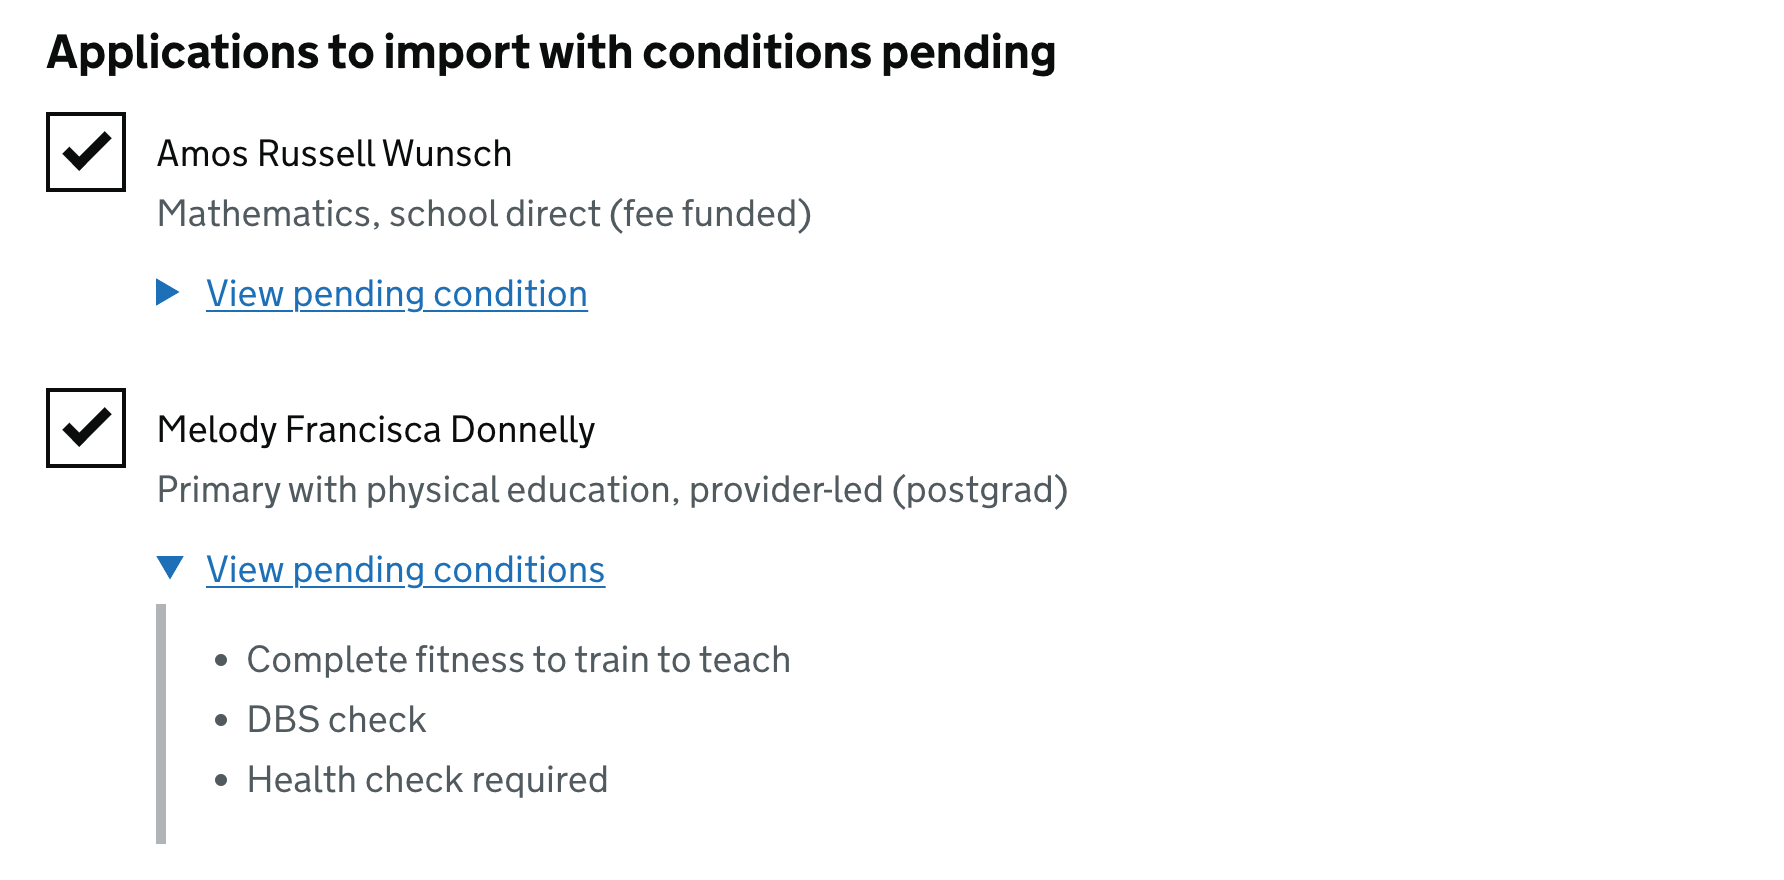 Applications to import with conditions pending
Amos Russell Wunsch
Mathematics, school direct (fee funded)
View pending condition
Melody Francisca Donnelly
Primary with physical education, provider-led (postgrad)
View pending conditions
• Complete fitness to train to teach
• DBS check
• Health check required